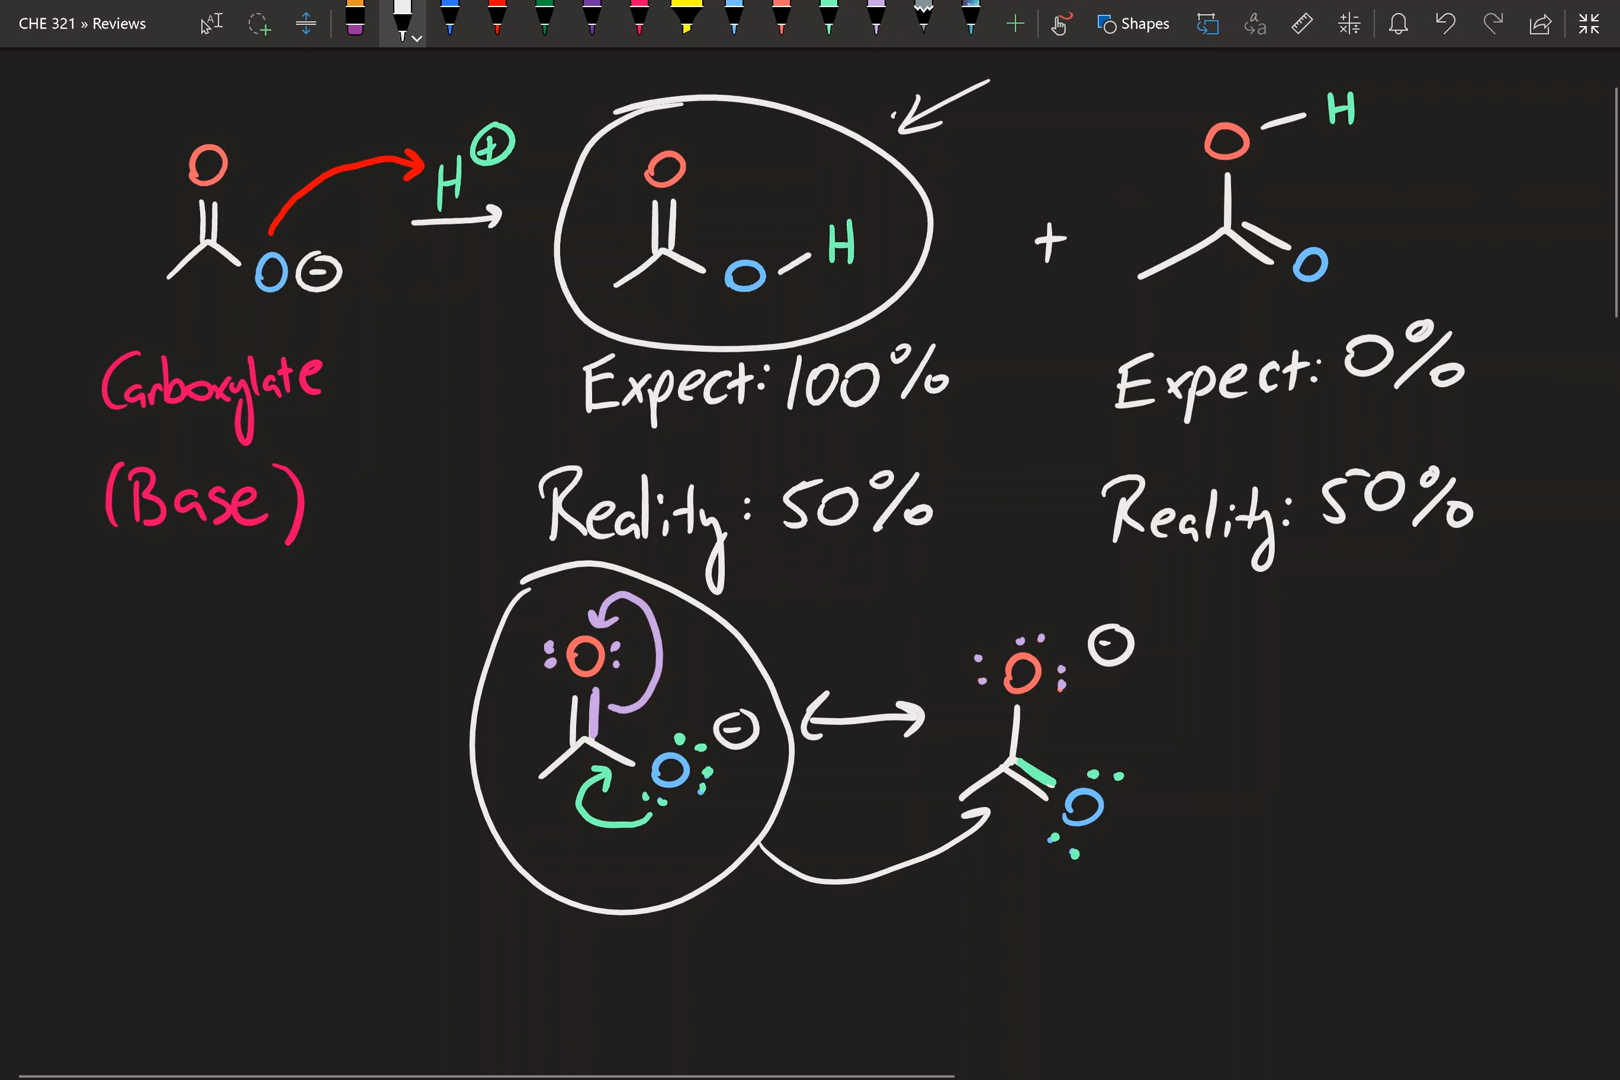 CHE 321 » Reviews
Shapes
O
H
+
O
O -
H +
O
O H
+
O
Carboxylate
(Base)
Expect: 100%
Expect: 0%
Reality: 50%
Reality: 50%
O
O -
O -
O